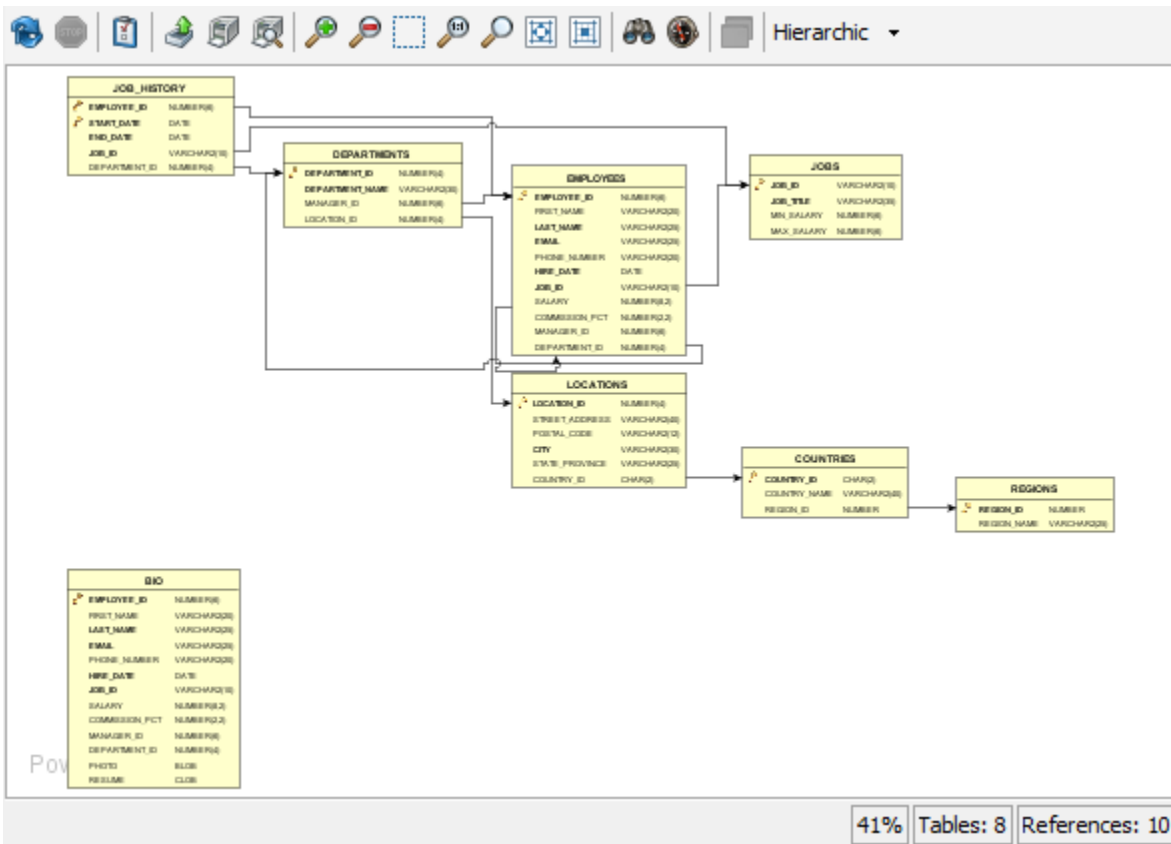 STOP
1:1
Hierarchic
JOB_HISTORY
EMPLOYEE_ID NUMBER(6)
START_DATE DATE
END_DATE DATE
JOB_ID VARCHAR2(10)
DEPARTMENT_ID NUMBER(4)
DEPARTMENTS
DEPARTMENT_ID NUMBER(4)
DEPARTMENT_NAME VARCHAR2(30)
MANAGER_ID NUMBER(6)
LOCATION_ID NUMBER(4)
EMPLOYEES
EMPLOYEE_ID NUMBER(6)
FIRST_NAME VARCHAR2(20)
LAST_NAME VARCHAR2(25)
EMAIL VARCHAR2(25)
PHONE_NUMBER VARCHAR2(20)
HIRE_DATE DATE
JOB_ID VARCHAR2(10)
SALARY NUMBER(8,2)
COMMISSION_PCT NUMBER(2,2)
MANAGER_ID NUMBER(6)
DEPARTMENT_ID NUMBER(4)
JOBS
JOB_ID VARCHAR2(10)
JOB_TITLE VARCHAR2(35)
MIN_SALARY NUMBER(6)
MAX_SALARY NUMBER(6)
LOCATIONS
LOCATION_ID NUMBER(4)
STREET_ADDRESS VARCHAR2(40)
POSTAL_CODE VARCHAR2(12)
CITY VARCHAR2(30)
STATE_PROVINCE VARCHAR2(25)
COUNTRY_ID CHAR(2)
COUNTRIES
COUNTRY_ID CHAR(2)
COUNTRY_NAME VARCHAR2(40)
REGION_ID NUMBER
REGIONS
REGION_ID NUMBER
REGION_NAME VARCHAR2(25)
BIO
EMPLOYEE_ID NUMBER(6)
FIRST_NAME VARCHAR2(20)
LAST_NAME VARCHAR2(25)
EMAIL VARCHAR2(25)
PHONE_NUMBER VARCHAR2(20)
HIRE_DATE DATE
JOB_ID VARCHAR2(10)
SALARY NUMBER(8,2)
COMMISSION_PCT NUMBER(2,2)
MANAGER_ID NUMBER(6)
DEPARTMENT_ID NUMBER(4)
PHOTO BLOB
RESUME CLOB
Pow
41% Tables: 8 References: 10